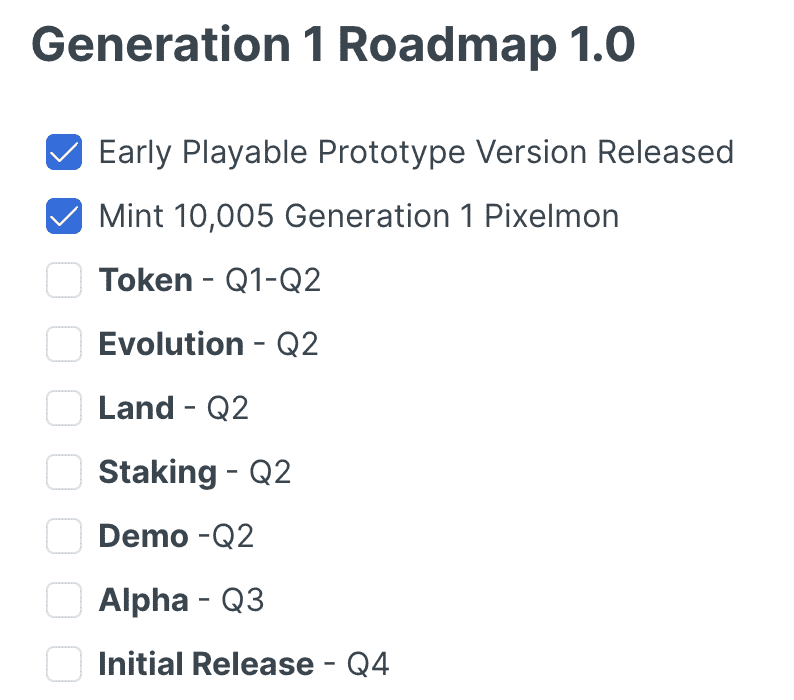 Generation 1 Roadmap 1.0
Early Playable Prototype Version Released
Mint 10,005 Generation 1 Pixelmon
Token - Q1-Q2
Evolution - Q2
Land - Q2
Staking - Q2
Demo -Q2
Alpha - Q3
Initial Release - Q4